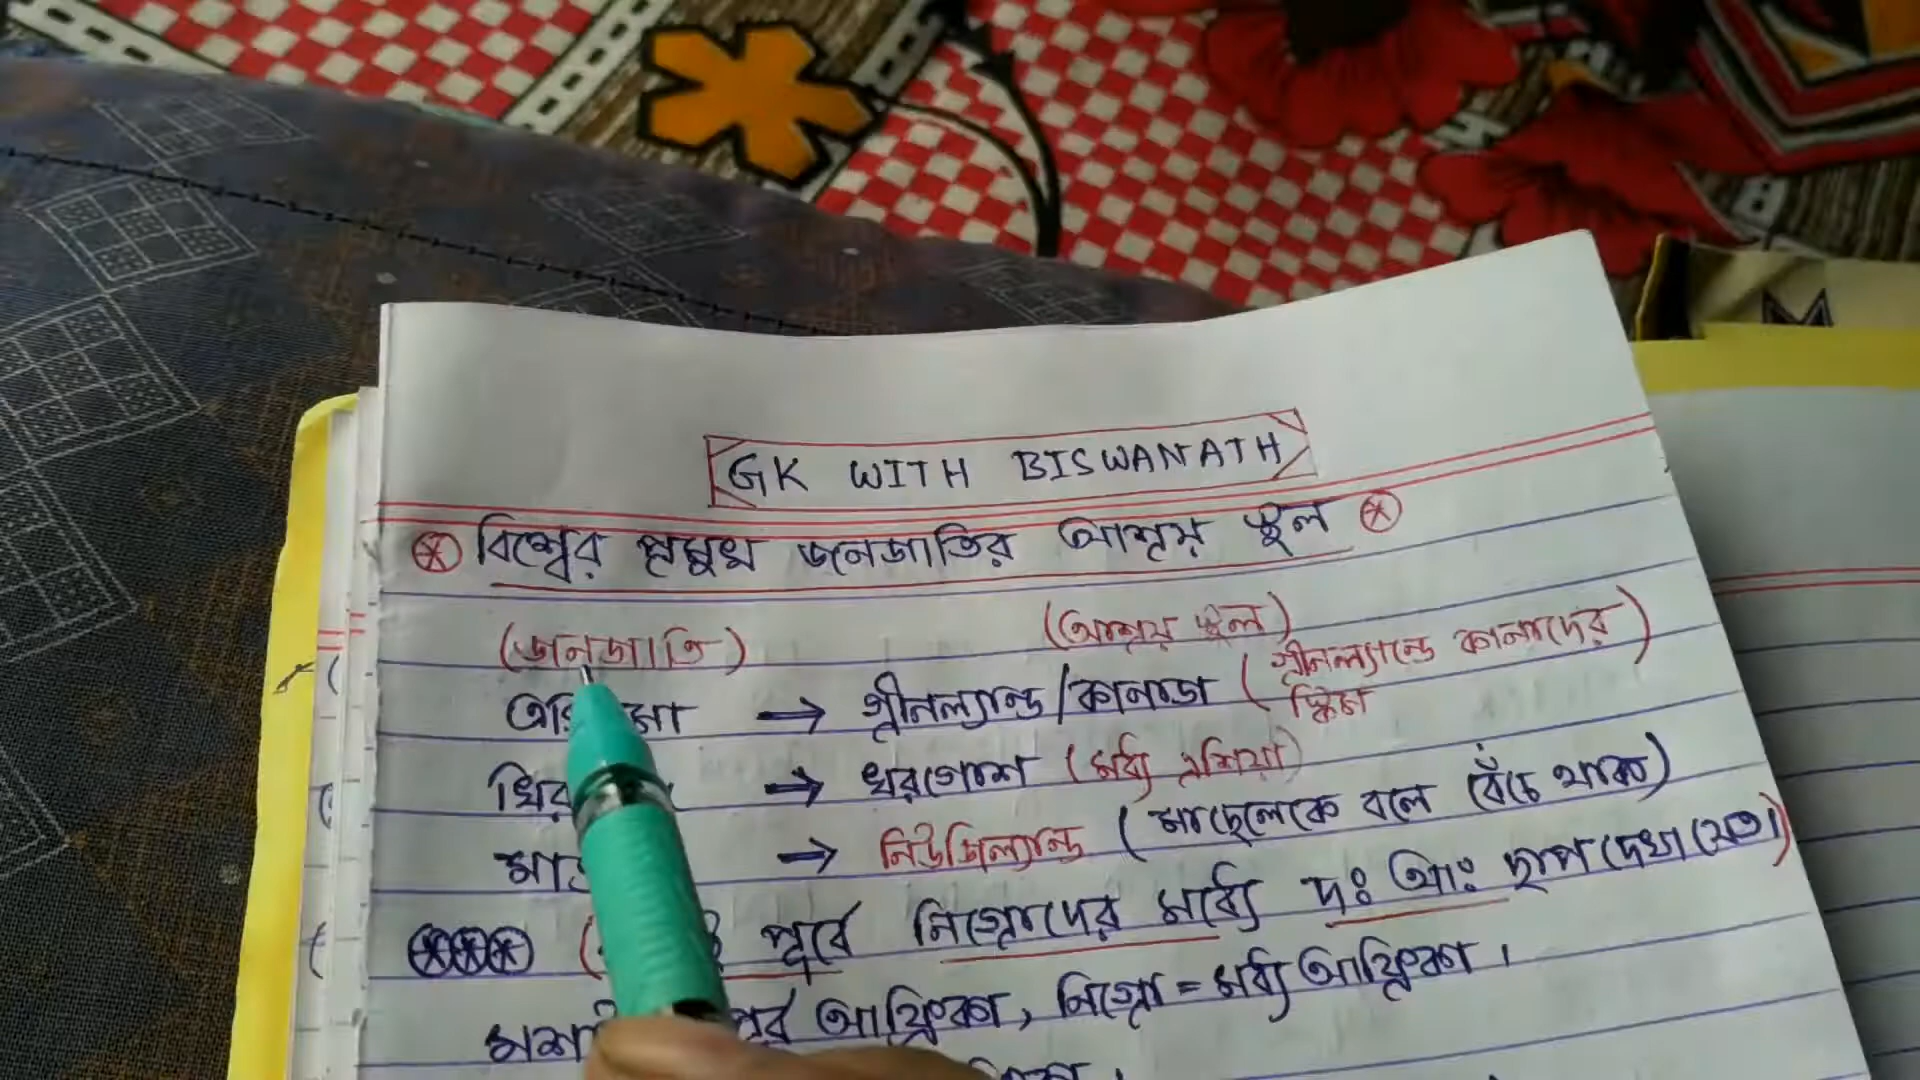 GK WITH BISWANATH
বিশ্বের প্রমুখ জনজাতির আশ্রয় স্থল
(জনজাতি) (আশ্রয় স্থল)
→ গ্রীনল্যান্ড/কানাডা (গ্রীনল্যান্ডে কানাদের
→ খরগোশ (মধ্য এশিয়া)
→ নিউজিল্যান্ড (মাছেলেকে বলে বেঁচে থাকো)
পূর্বে নিগ্রোদের মধ্যে দঃ আঃ ছাপ দেখা যেত।)
পূর্ব আফ্রিকা, নিগ্রো = মধ্য আফ্রিকা।